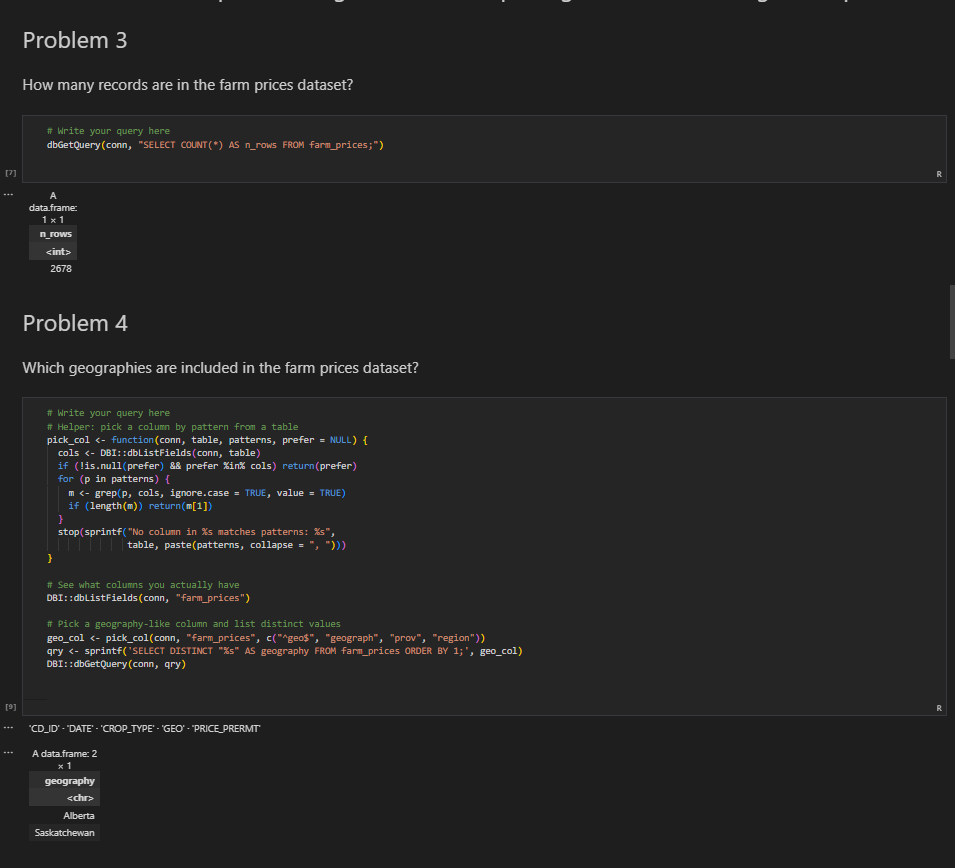 Problem 3
How many records are in the farm prices dataset?
# Write your query here
dbGetQuery(conn, "SELECT COUNT(*) AS n_rows FROM farm_prices;")
[7]
R
...
A
data.frame:
1 × 1
n_rows
<int>
2678
Problem 4
Which geographies are included in the farm prices dataset?
# Write your query here
# Helper: pick a column by pattern from a table
pick_col <- function(conn, table, patterns, prefer = NULL) {
  cols <- DBI::dbListFields(conn, table)
  if (!is.null(prefer) && prefer %in% cols) return(prefer)
  for (p in patterns) {
    m <- grep(p, cols, ignore.case = TRUE, value = TRUE)
    if (length(m)) return(m[1])
  }
  stop(sprintf("No column in %s matches patterns: %s",
               table, paste(patterns, collapse = ", ")))
}
# See what columns you actually have
DBI::dbListFields(conn, "farm_prices")
# Pick a geography-like column and list distinct values
geo_col <- pick_col(conn, "farm_prices", c("^geo$", "geograph", "prov", "region"))
qry <- sprintf('SELECT DISTINCT "%s" AS geography FROM farm_prices ORDER BY 1;', geo_col)
DBI::dbGetQuery(conn, qry)
[9]
R
...
'CD_ID' · 'DATE' · 'CROP_TYPE' · 'GEO' · 'PRICE_PRERMT'
...
A data.frame: 2
× 1
geography
<chr>
Alberta
Saskatchewan